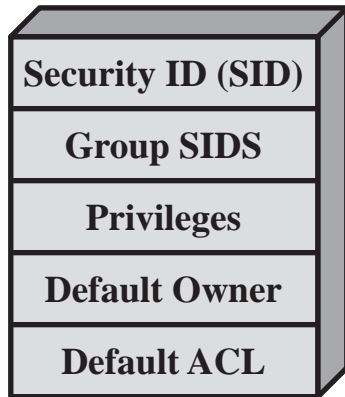 Security ID (SID)
Group SIDS
Privileges
Default Owner
Default ACL